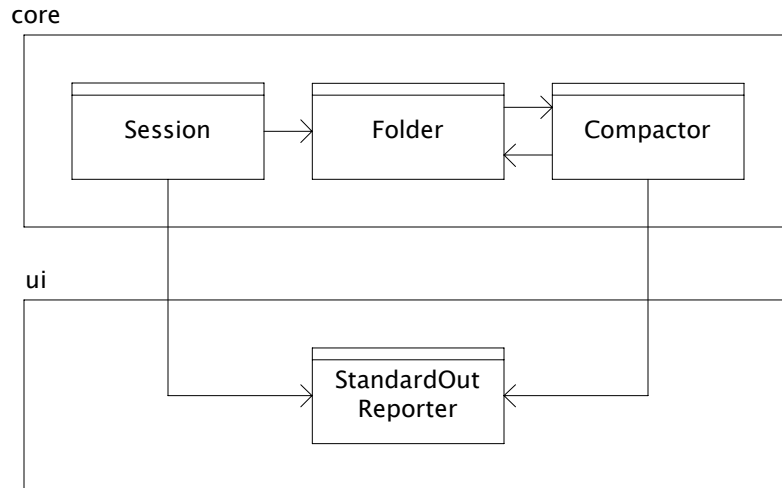 core
Session
Folder
Compactor
ui
StandardOut
Reporter